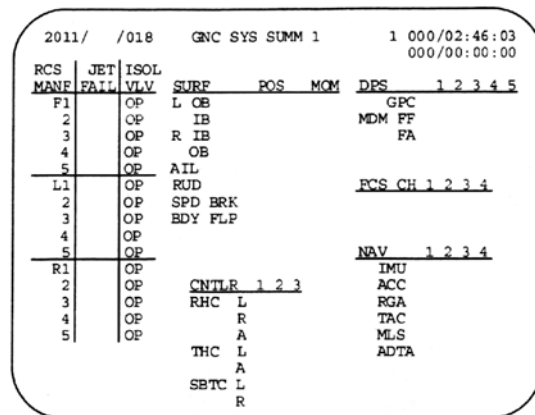 2011/ /018 GNC SYS SUMM 1 1 000/02:46:03
000/00:00:00
RCS JET ISOL
MANF FAIL VLV SURF POS MOM DPS 1 2 3 4 5
F1 OP L OB GPC
2 OP IB MDM FF
3 OP R IB FA
4 OP OB
5 OP AIL
L1 OP RUD FCS CH 1 2 3 4
2 OP SPD BRK
3 OP BDY FLP
4 OP
5 OP NAV 1 2 3 4
R1 OP IMU
2 OP CNTLR 1 2 3 ACC
3 OP RHC L RGA
4 OP R TAC
5 OP A MLS
THC L ADTA
A
SBTC L
R